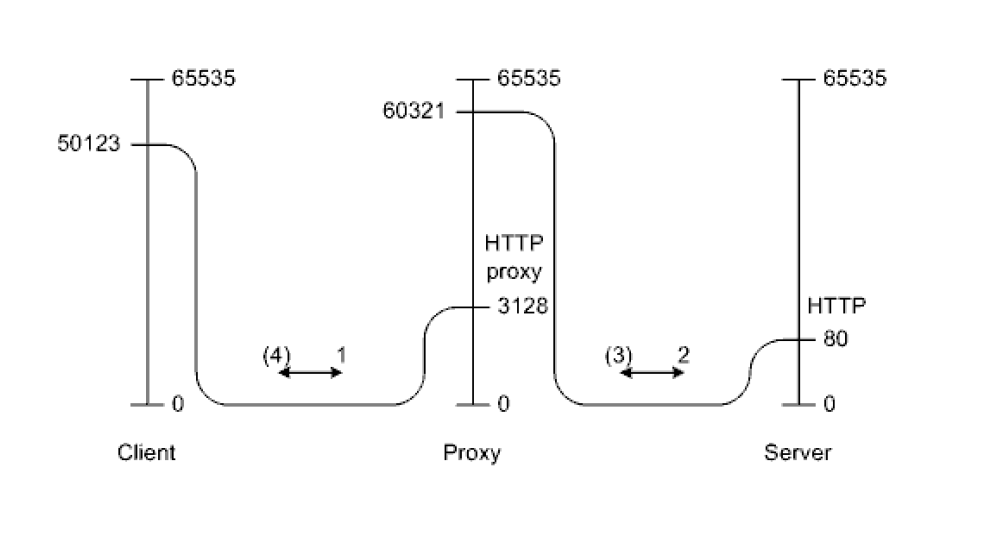 65535
65535
65535
60321
50123
HTTP
proxy
3128
HTTP
80
(4) 1
(3) 2
0
0
0
Client
Proxy
Server